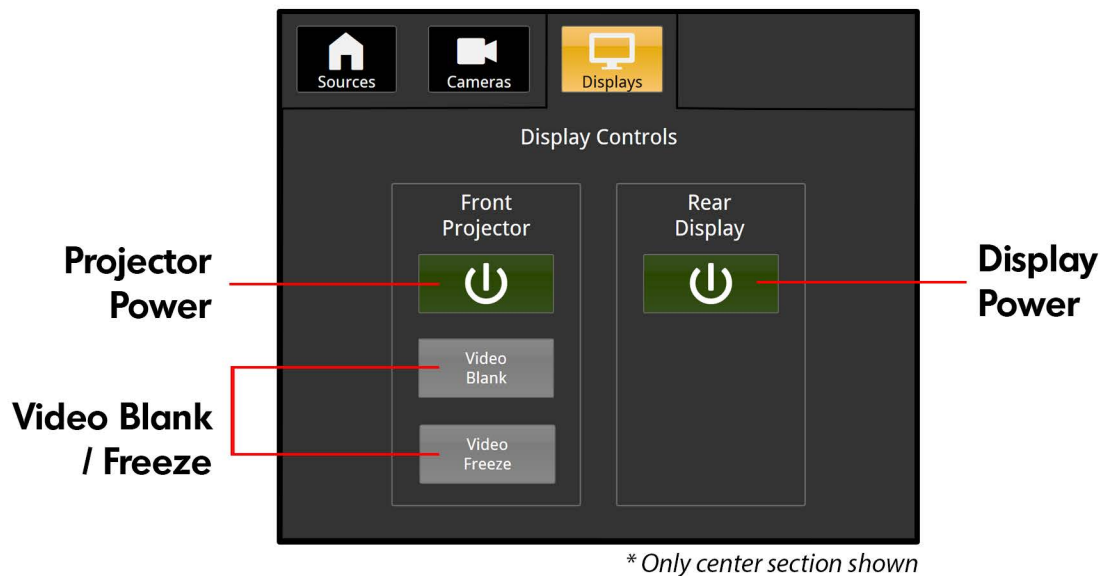 Sources
Cameras
Displays
Display Controls
Front
Projector
Rear
Display
Projector
Power
Display
Power
Video
Blank
Video Blank
/ Freeze
Video
Freeze
* Only center section shown